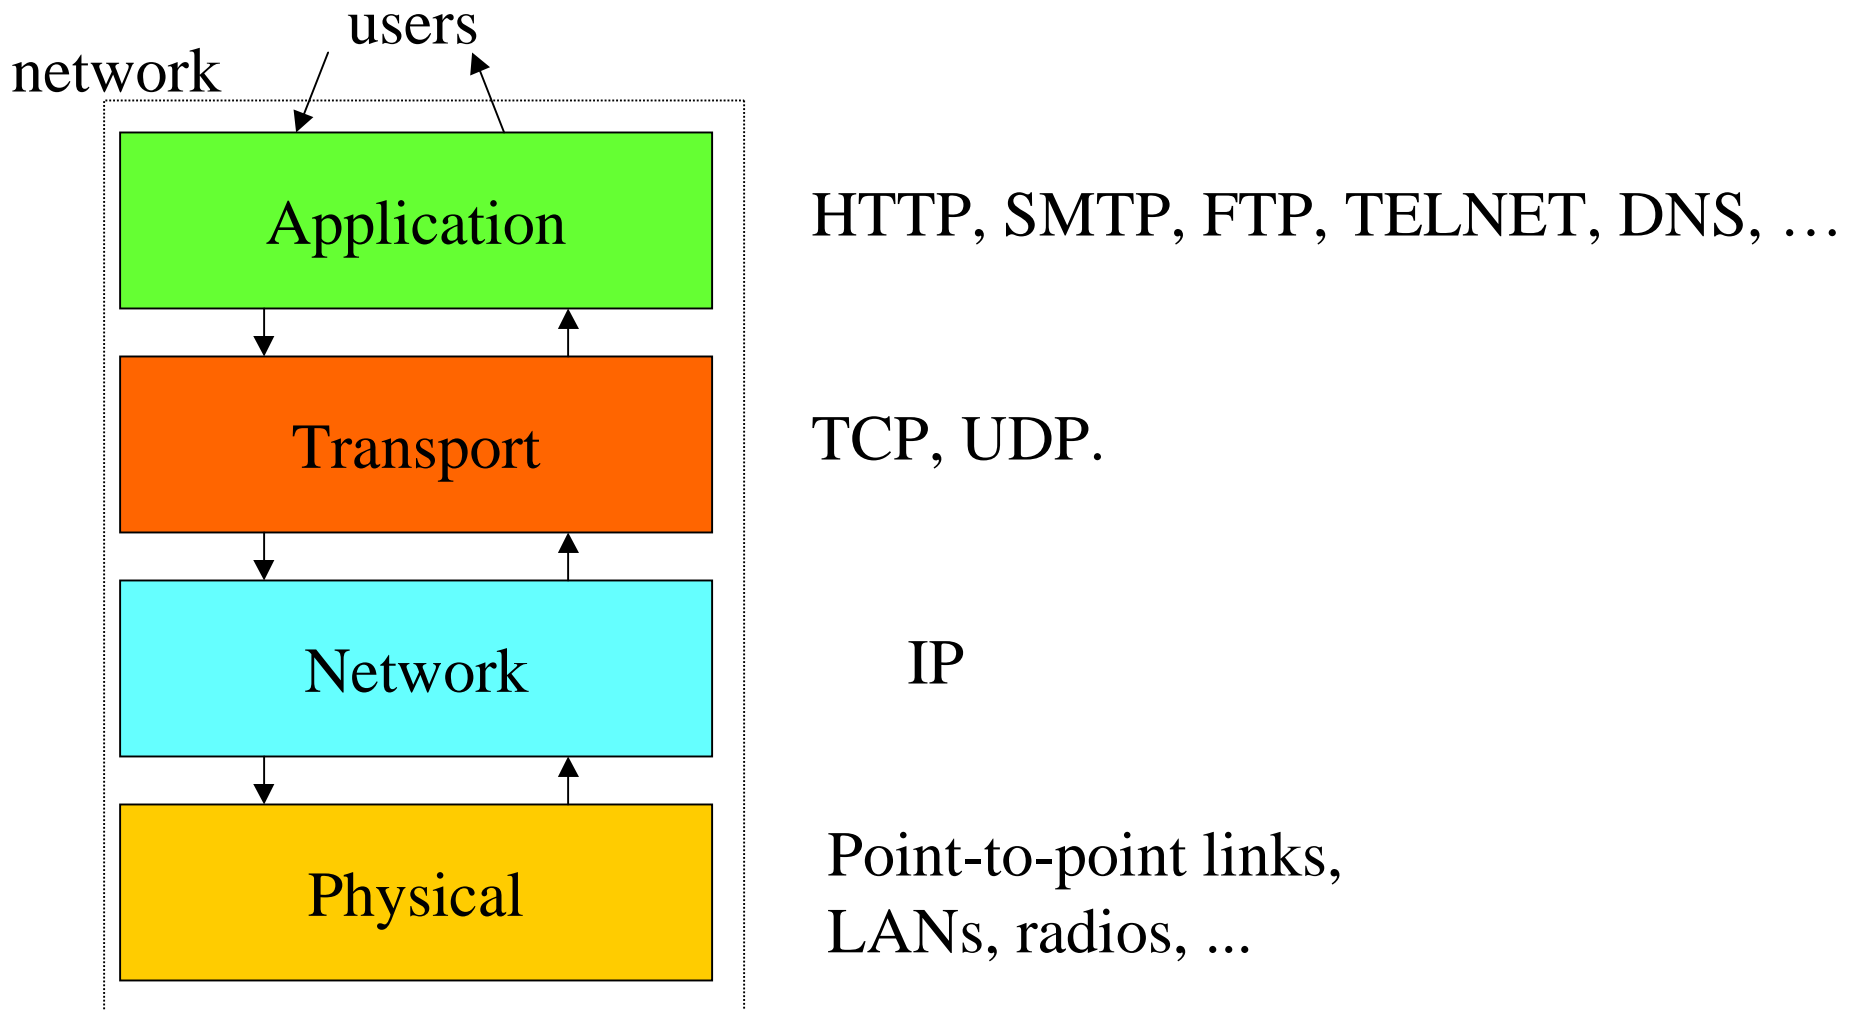 users
network
Application
HTTP, SMTP, FTP, TELNET, DNS, …
Transport
TCP, UDP.
Network
IP
Physical
Point-to-point links,
LANs, radios, ...